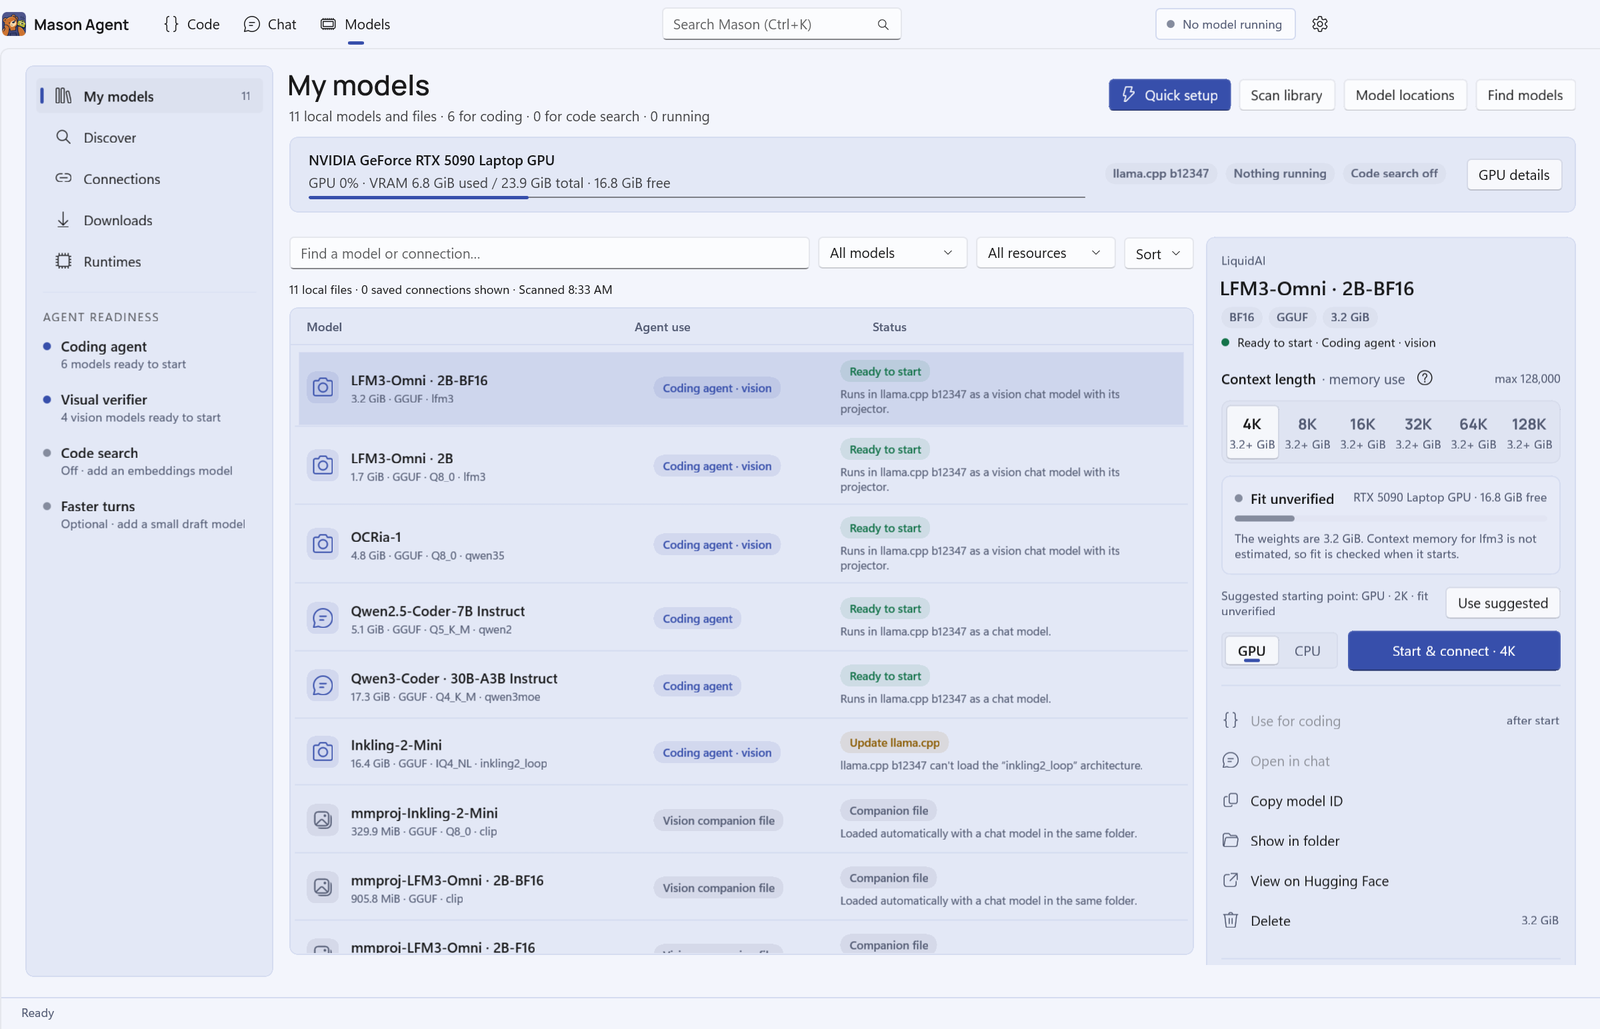 Mason Agent
Code
Chat
Models
Search Mason (Ctrl+K)
No model running
My models
11
Discover
Connections
Downloads
Runtimes
AGENT READINESS
Coding agent
6 models ready to start
Visual verifier
4 vision models ready to start
Code search
Off · add an embeddings model
Faster turns
Optional · add a small draft model
My models
11 local models and files · 6 for coding · 0 for code search · 0 running
Quick setup
Scan library
Model locations
Find models
NVIDIA GeForce RTX 5090 Laptop GPU
GPU 0% · VRAM 6.8 GiB used / 23.9 GiB total · 16.8 GiB free
llama.cpp b12347
Nothing running
Code search off
GPU details
Find a model or connection...
All models
All resources
Sort
11 local files · 0 saved connections shown · Scanned 8:33 AM
Model
Agent use
Status
LFM3-Omni · 2B-BF16
3.2 GiB · GGUF · lfm3
Coding agent · vision
Ready to start
Runs in llama.cpp b12347 as a vision chat model with its
projector.
LFM3-Omni · 2B
1.7 GiB · GGUF · Q8_0 · lfm3
Coding agent · vision
Ready to start
Runs in llama.cpp b12347 as a vision chat model with its
projector.
OCRia-1
4.8 GiB · GGUF · Q8_0 · qwen35
Coding agent · vision
Ready to start
Runs in llama.cpp b12347 as a vision chat model with its
projector.
Qwen2.5-Coder-7B Instruct
5.1 GiB · GGUF · Q5_K_M · qwen2
Coding agent
Ready to start
Runs in llama.cpp b12347 as a chat model.
Qwen3-Coder · 30B-A3B Instruct
17.3 GiB · GGUF · Q4_K_M · qwen3moe
Coding agent
Ready to start
Runs in llama.cpp b12347 as a chat model.
Inkling-2-Mini
16.4 GiB · GGUF · IQ4_NL · inkling2_loop
Coding agent · vision
Update llama.cpp
llama.cpp b12347 can't load the "inkling2_loop" architecture.
mmproj-Inkling-2-Mini
329.9 MiB · GGUF · Q8_0 · clip
Vision companion file
Companion file
Loaded automatically with a chat model in the same folder.
mmproj-LFM3-Omni · 2B-BF16
905.8 MiB · GGUF · clip
Vision companion file
Companion file
Loaded automatically with a chat model in the same folder.
mmproj-LFM3-Omni · 2B-F16
Companion file
LiquidAI
LFM3-Omni · 2B-BF16
BF16
GGUF
3.2 GiB
Ready to start · Coding agent · vision
Context length · memory use
max 128,000
4K 8K 16K 32K 64K 128K
3.2+ GiB 3.2+ GiB 3.2+ GiB 3.2+ GiB 3.2+ GiB 3.2+ GiB
Fit unverified
RTX 5090 Laptop GPU · 16.8 GiB free
The weights are 3.2 GiB. Context memory for lfm3 is not
estimated, so fit is checked when it starts.
Suggested starting point: GPU · 2K · fit
unverified
Use suggested
GPU
CPU
Start & connect · 4K
Use for coding
after start
Open in chat
Copy model ID
Show in folder
View on Hugging Face
Delete
3.2 GiB
Ready